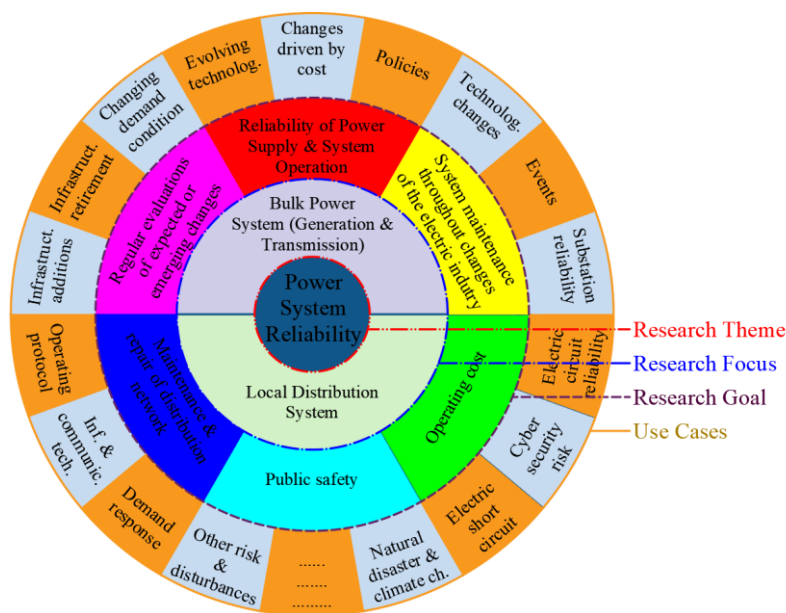 Changes
driven by
cost
Policies
Technolog.
changes
Events
Substation
reliability
Electric
circuit
reliability
Cyber
security
risk
Electric
short
circuit
Natural
disaster &
climate ch.
......
.......
.........
Other risk
&
disturbances
Demand
response
Inf. &
communic.
tech.
Operating
protocol
Infrastruct.
additions
Infrastruct.
retirement
Changing
demand
condition
Evolving
technolog.
Reliability of Power
Supply & System
Operation
System maintenance
throughout changes
of the electric indutry
Operating cost
Public safety
Maintenance &
repair of distribution
network
Regular evaluations
of expected or
emerging changes
Bulk Power
System (Generation &
Transmission)
Power
System
Reliability
Local Distribution
System
Research Theme
Research Focus
Research Goal
Use Cases